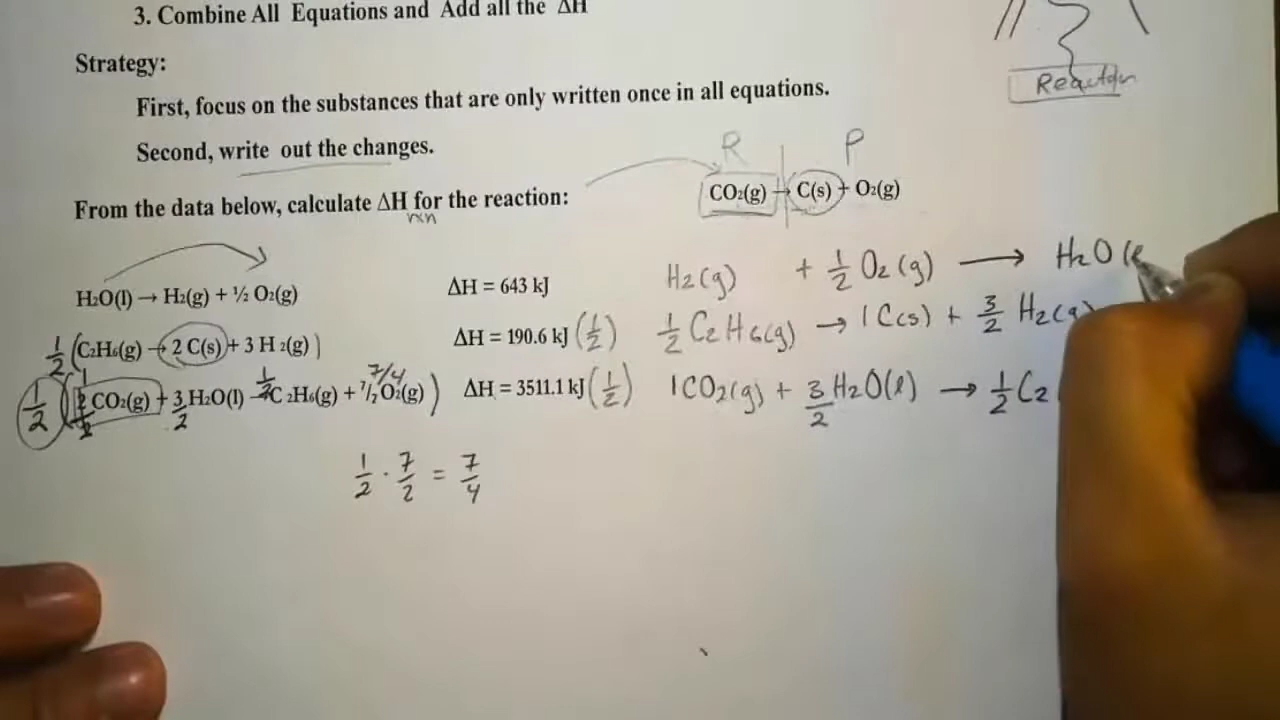 3. Combine All Equations and Add all the ΔH
Strategy:
Reaction
First, focus on the substances that are only written once in all equations.
Second, write out the changes.
R P
From the data below, calculate ΔH for the reaction: CO₂(g) → C(s) + O₂(g)
rxn
H₂O(l) → H₂(g) + ½ O₂(g) ΔH = 643 kJ H₂(g) + 1/2 O₂(g) → H₂O(l
1/2 (C₂H₆(g) → 2 C(s) + 3 H₂(g)) ΔH = 190.6 kJ (1/2) 1/2 C₂H₆(g) → 1C(s) + 3/2 H₂(g)
7/4
1/2 CO₂(g) + 3/2 H₂O(l) 1/2 C₂H₆(g) + 7/2 O₂(g)) ΔH = 3511.1 kJ (1/2) 1CO₂(g) + 3/2 H₂O(l) → 1/2 C₂
1/2 · 7/2 = 7/4